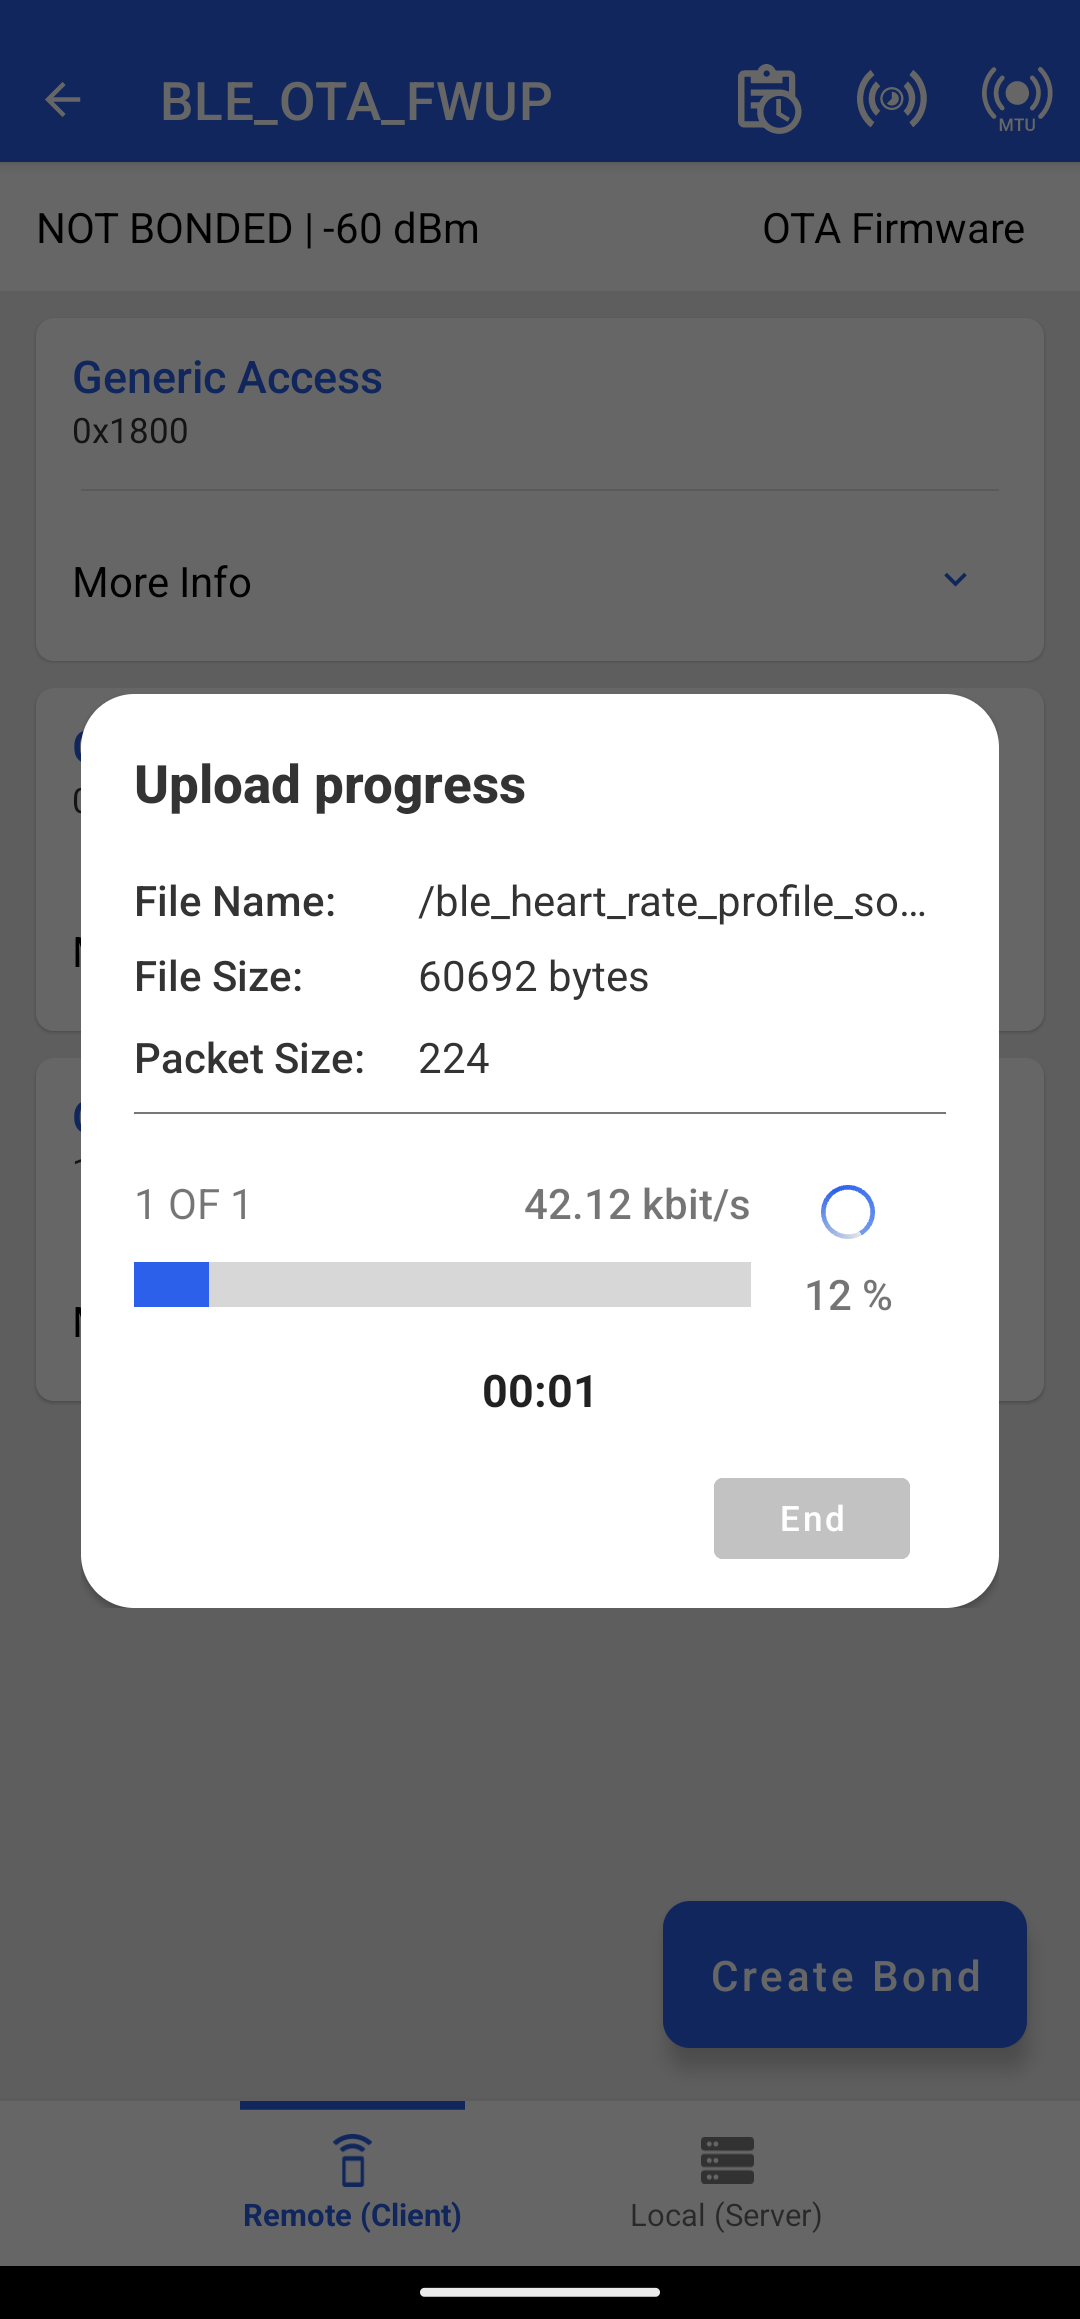 BLE_OTA_FWUP
MTU
NOT BONDED | -60 dBm
OTA Firmware
Generic Access
0x1800
More Info
Upload progress
File Name: /ble_heart_rate_profile_so...
File Size: 60692 bytes
Packet Size: 224
1 OF 1
42.12 kbit/s
12 %
00:01
End
Create Bond
Remote (Client)
Local (Server)